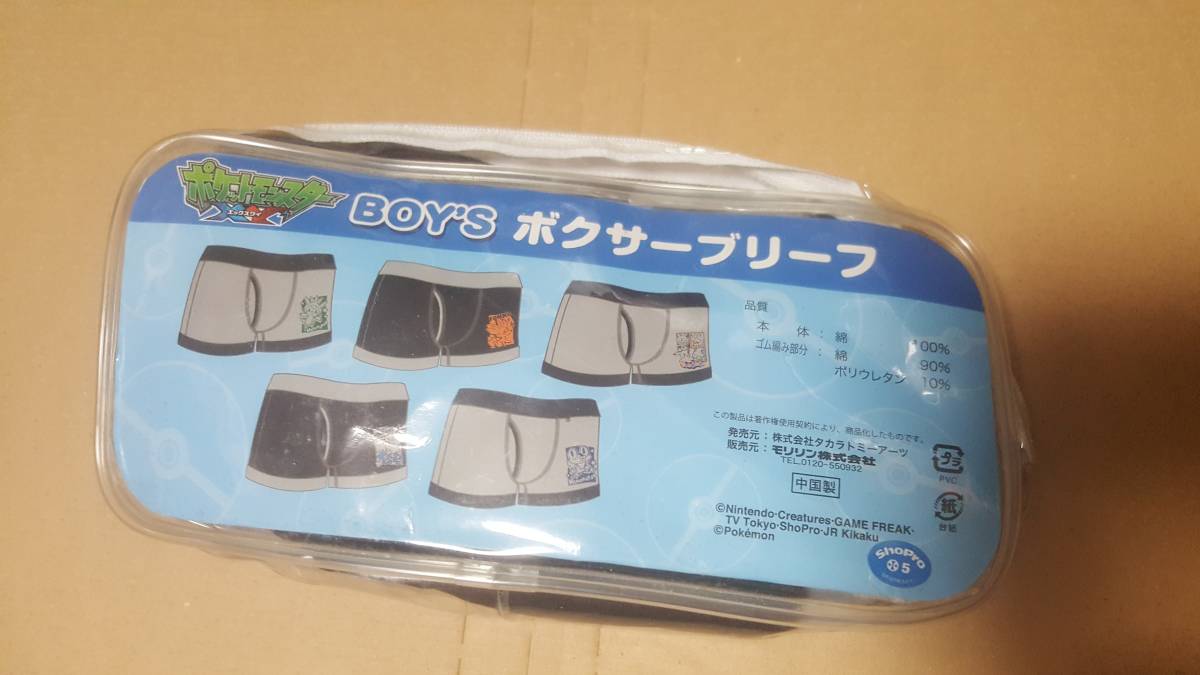 ポケットモンスター
エックスワイ
BOY'S ボクサーブリーフ
品質
本 体 : 綿 100%
ゴム編み部分 : 綿 90%
ポリウレタン 10%
この製品は著作権使用契約により、商品化したものです。
発売元 : 株式会社タカラトミーアーツ
販売元 : モリリン株式会社
TEL.0120-550932
中国製
プラ
PVC
紙
台紙
©Nintendo·Creatures·GAME FREAK·
TV Tokyo·ShoPro·JR Kikaku
©Pokémon
ShoPro
5